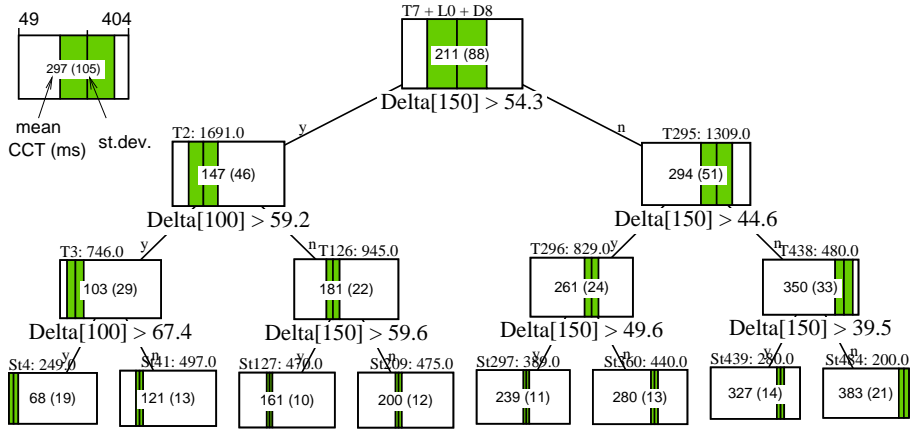 49 404
297 (105)
mean
CCT (ms)
st.dev.
T7 + L0 + D8
211 (88)
Delta[150] > 54.3
y
n
T2: 1691.0
147 (46)
Delta[100] > 59.2
T295: 1309.0
294 (51)
Delta[150] > 44.6
y
n
y
n
T3: 746.0
103 (29)
Delta[100] > 67.4
T126: 945.0
181 (22)
Delta[150] > 59.6
T296: 829.0
261 (24)
Delta[150] > 49.6
T438: 480.0
350 (33)
Delta[150] > 39.5
y
n
y
n
y
n
y
n
St4: 249.0
68 (19)
St41: 497.0
121 (13)
St127: 470.0
161 (10)
St209: 475.0
200 (12)
St297: 389.0
239 (11)
St360: 440.0
280 (13)
St439: 280.0
327 (14)
St484: 200.0
383 (21)